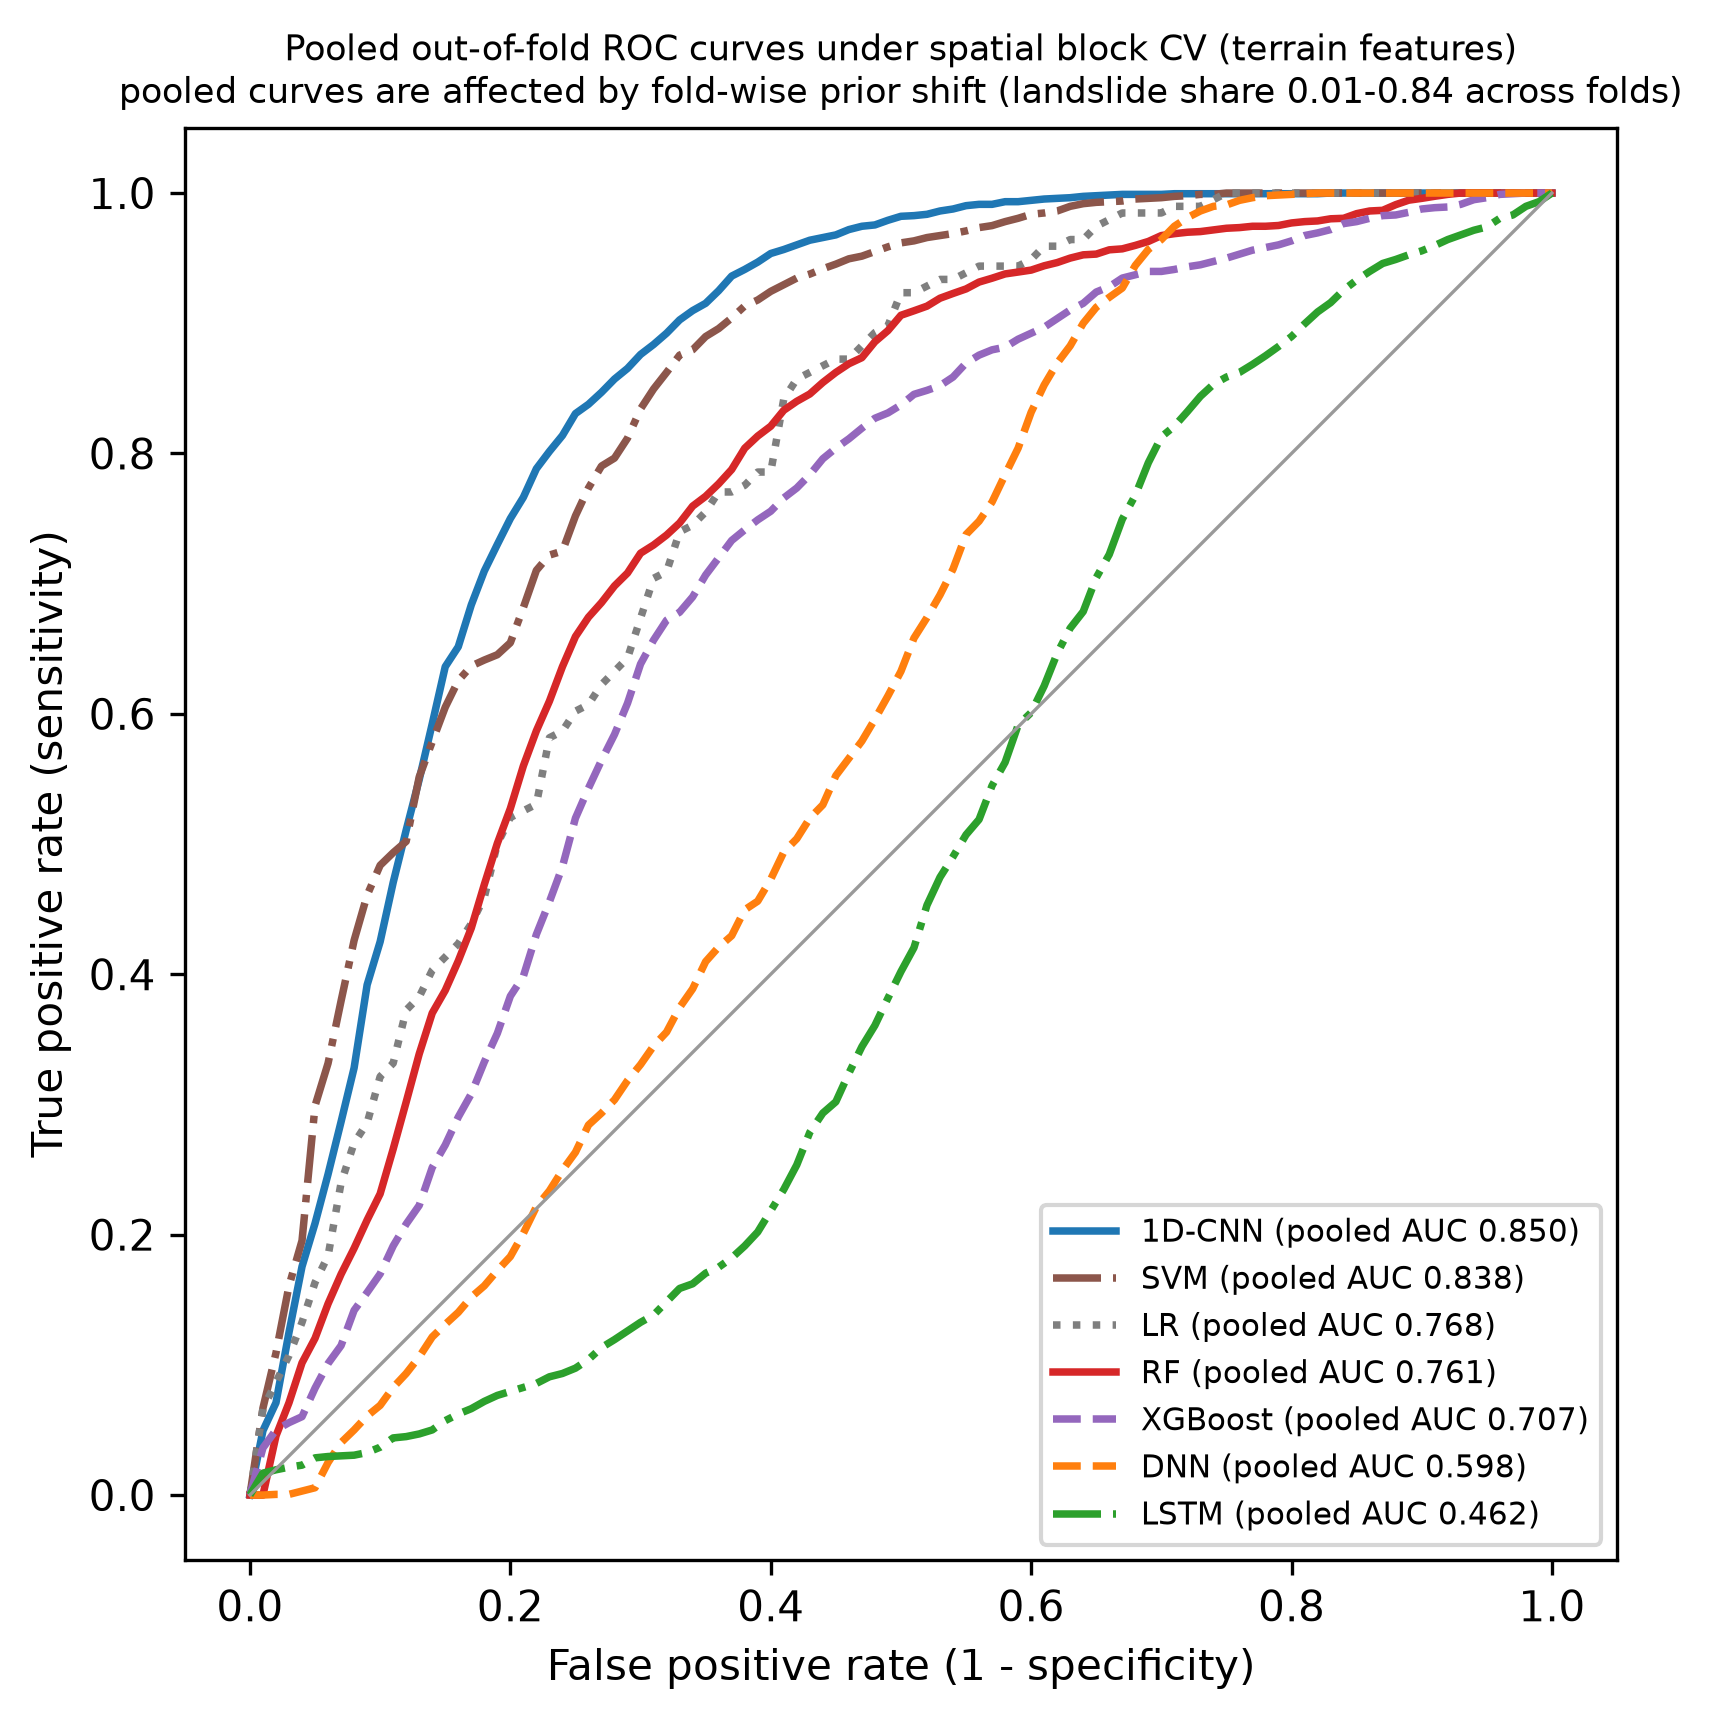 Pooled out-of-fold ROC curves under spatial block CV (terrain features)
pooled curves are affected by fold-wise prior shift (landslide share 0.01-0.84 across folds)
1.0
0.8
0.6
0.4
0.2
0.0
True positive rate (sensitivity)
1D-CNN (pooled AUC 0.850)
SVM (pooled AUC 0.838)
LR (pooled AUC 0.768)
RF (pooled AUC 0.761)
XGBoost (pooled AUC 0.707)
DNN (pooled AUC 0.598)
LSTM (pooled AUC 0.462)
0.0 0.2 0.4 0.6 0.8 1.0
False positive rate (1 - specificity)